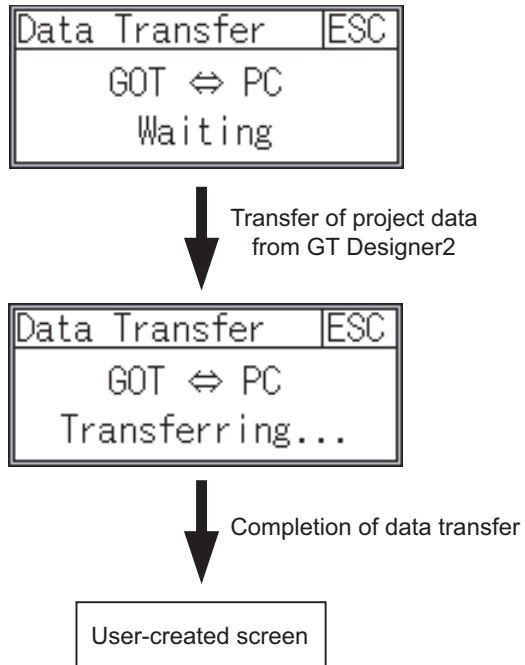 Data Transfer ESC
GOT ⇔ PC
Waiting
Transfer of project data
from GT Designer2
Data Transfer ESC
GOT ⇔ PC
Transferring...
Completion of data transfer
User-created screen